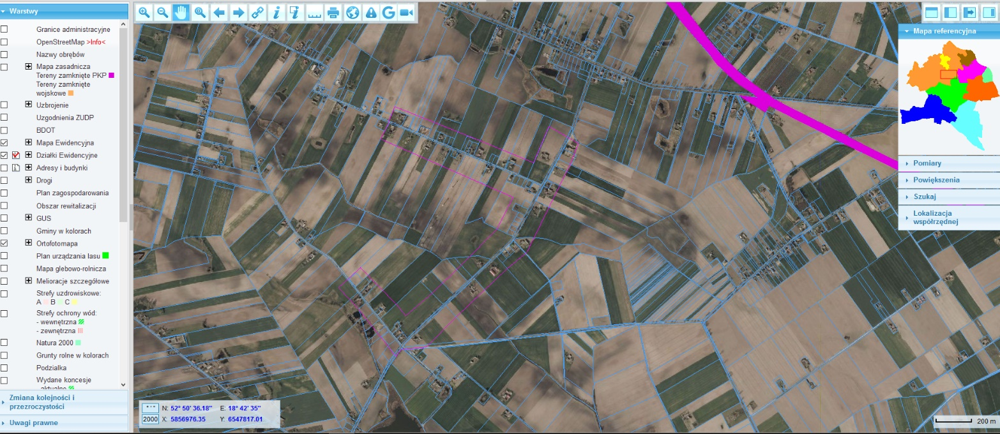 Warstwy
Granice administracyjne
OpenStreetMap >Info<
Nazwy obrębów
Mapa zasadnicza
Tereny zamknięte PKP
Tereny zamknięte
wojskowe
Uzbrojenie
Uzgodnienia ZUDP
BDOT
Mapa Ewidencyjna
Działki Ewidencyjne
Adresy i budynki
Drogi
Plan zagospodarowania
Obszar rewitalizacji
GUS
Gminy w kolorach
Ortofotomapa
Plan urządzania lasu
Mapa glebowo-rolnicza
Melioracje szczegółowe
Strefy uzdrowiskowe:
A B C
Strefy ochrony wód:
- wewnętrzna
- zewnętrzna
Natura 2000
Grunty rolne w kolorach
Podzialka
Wydane koncesje
- aktualne
Zmiana kolejności i
przezroczystości
Uwagi prawne
N: 52° 50' 36.18" E: 18° 42' 35"
2000 X: 5856976.35 Y: 6547817.01
Mapa referencyjna
Pomiary
Powiększenia
Szukaj
Lokalizacja
współrzędnej
200 m